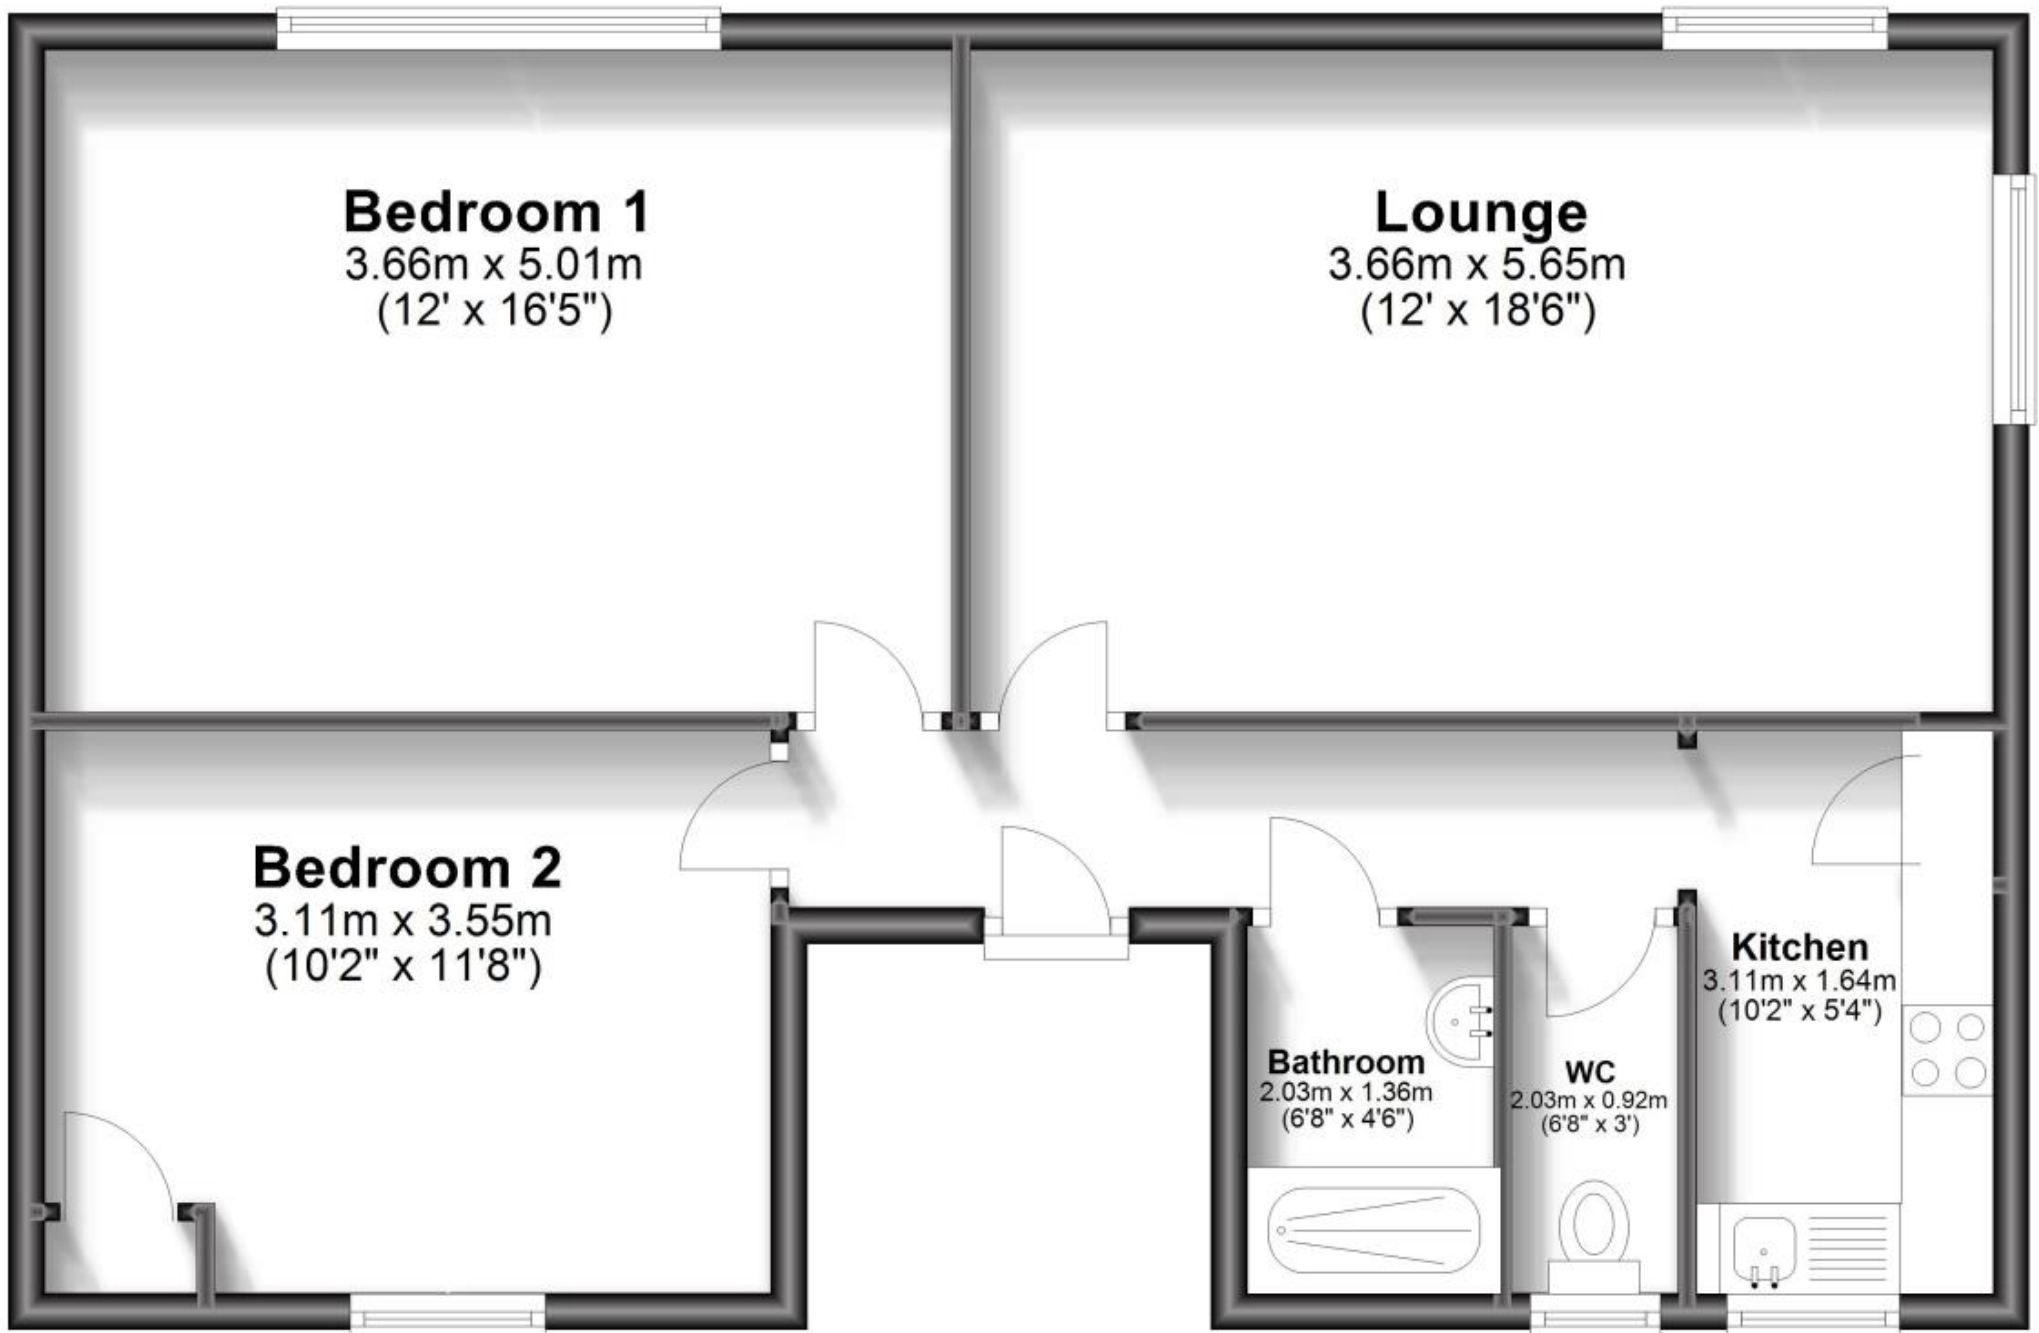 Bedroom 1
3.66m x 5.01m
(12' x 16'5")
Lounge
3.66m x 5.65m
(12' x 18'6")
Bedroom 2
3.11m x 3.55m
(10'2" x 11'8")
Kitchen
3.11m x 1.64m
(10'2" x 5'4")
Bathroom
2.03m x 1.36m
(6'8" x 4'6")
WC
2.03m x 0.92m
(6'8" x 3')